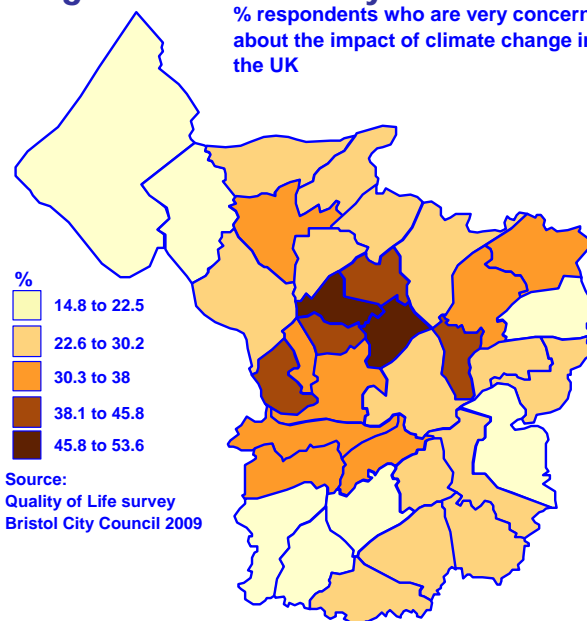 % respondents who are very concern
about the impact of climate change i
the UK
%
14.8 to 22.5
22.6 to 30.2
30.3 to 38
38.1 to 45.8
45.8 to 53.6
Source:
Quality of Life survey
Bristol City Council 2009